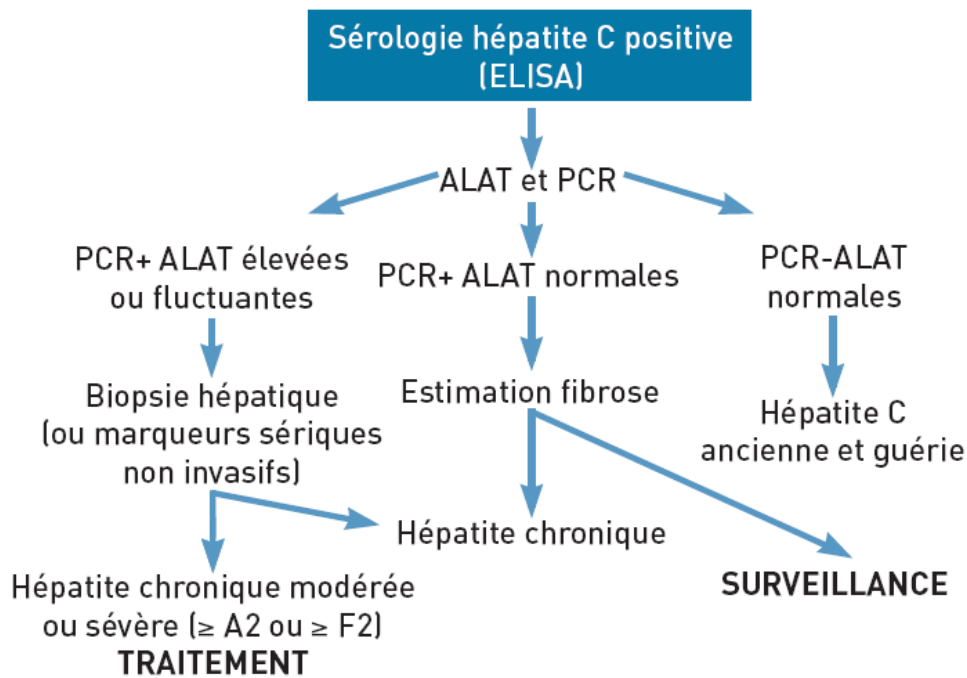 Sérologie hépatite C positive
(ELISA)
ALAT et PCR
PCR+ ALAT élevées
ou fluctuantes
PCR+ ALAT normales
PCR-ALAT
normales
Biopsie hépatique
(ou marqueurs sériques
non invasifs)
Estimation fibrose
Hépatite C
ancienne et guérie
Hépatite chronique
Hépatite chronique modérée
ou sévère (≥ A2 ou ≥ F2)
TRAITEMENT
SURVEILLANCE